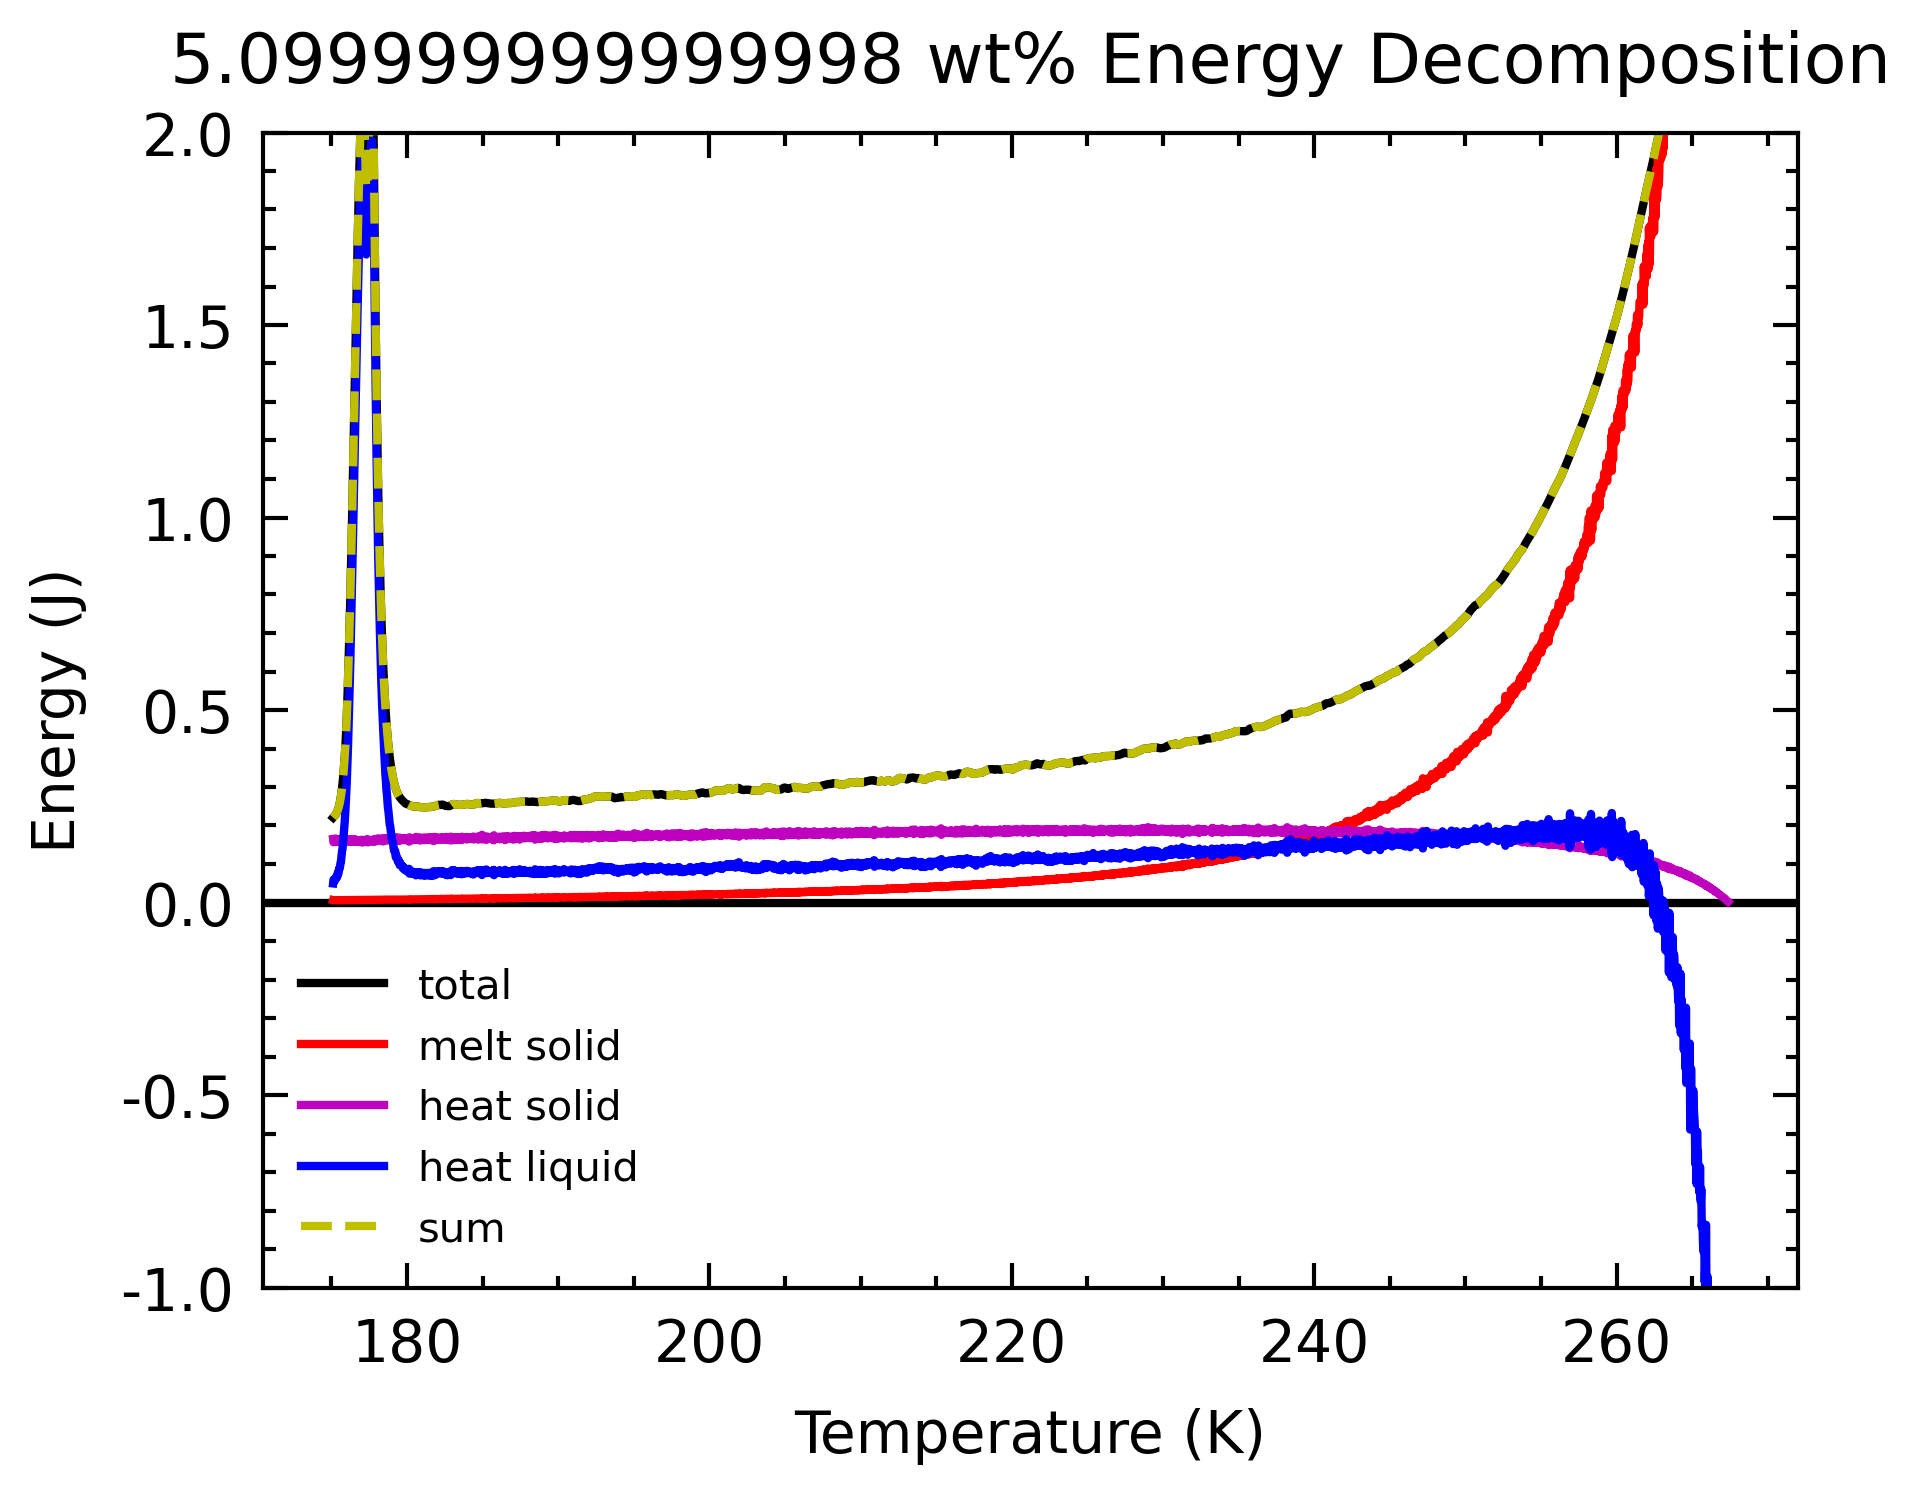 5.099999999999998 wt% Energy Decomposition
2.0
1.5
1.0
0.5
0.0
-0.5
-1.0
Energy (J)
total
melt solid
heat solid
heat liquid
sum
180 200 220 240 260
Temperature (K)